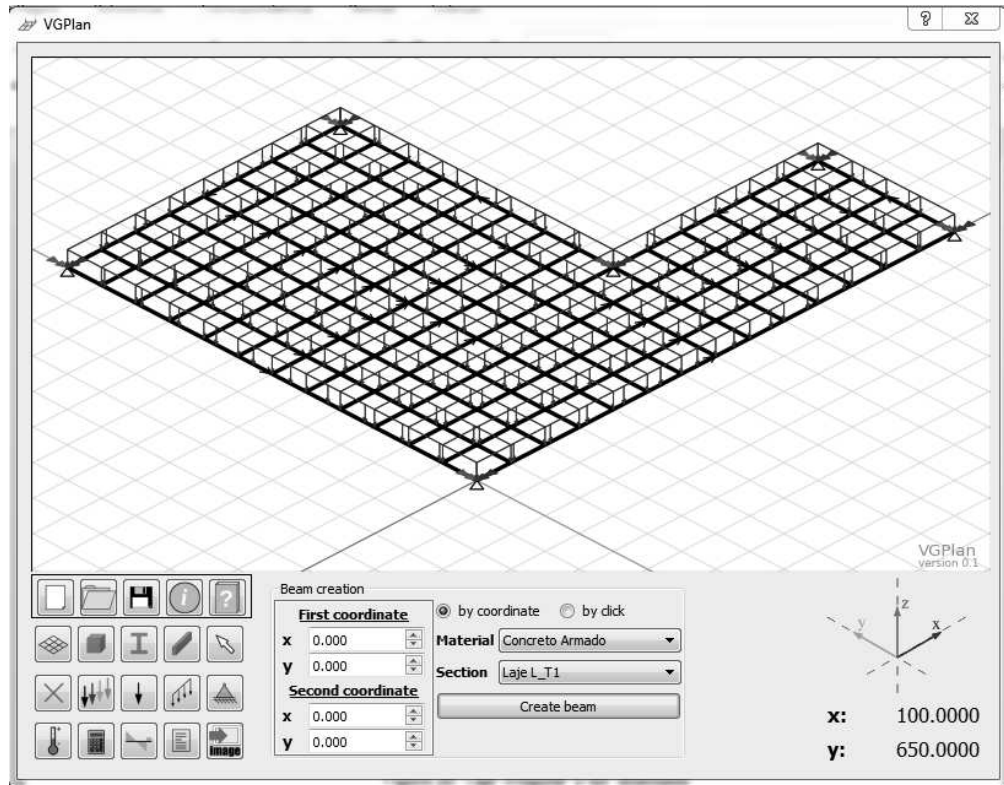 VGPlan
VGPlan
version 0.1
Beam creation
First coordinate
x 0.000
y 0.000
Second coordinate
x 0.000
y 0.000
by coordinate by click
Material Concreto Armado
Section Laje L_T1
Create beam
image
z
y
x
x: 100.0000
y: 650.0000